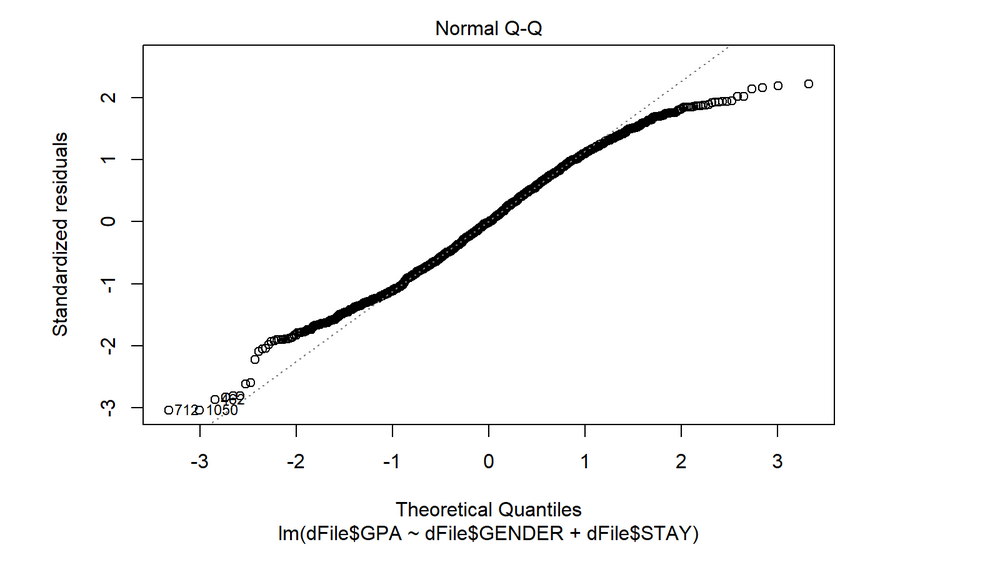 Normal Q-Q
Standardized residuals
2
1
0
-1
-2
-3
712
1050
462
-3 -2 -1 0 1 2 3
Theoretical Quantiles
lm(dFile$GPA ~ dFile$GENDER + dFile$STAY)